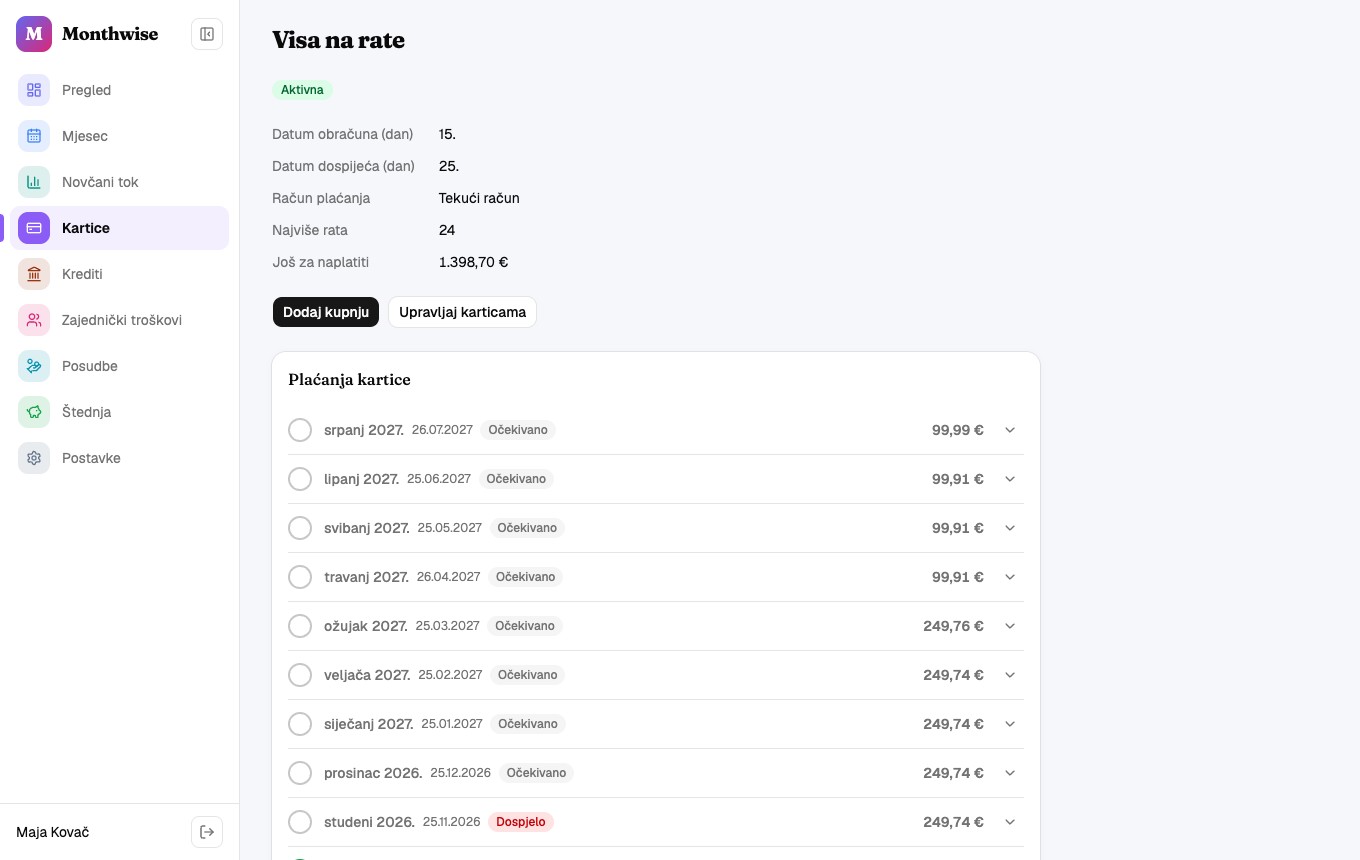 M Monthwise
Pregled
Mjesec
Novčani tok
Kartice
Krediti
Zajednički troškovi
Posudbe
Štednja
Postavke
Maja Kovač
Visa na rate
Aktivna
Datum obračuna (dan) 15.
Datum dospijeća (dan) 25.
Račun plaćanja Tekući račun
Najviše rata 24
Još za naplatiti 1.398,70 €
Dodaj kupnju Upravljaj karticama
Plaćanja kartice
srpanj 2027. 26.07.2027 Očekivano 99,99 €
lipanj 2027. 25.06.2027 Očekivano 99,91 €
svibanj 2027. 25.05.2027 Očekivano 99,91 €
travanj 2027. 26.04.2027 Očekivano 99,91 €
ožujak 2027. 25.03.2027 Očekivano 249,76 €
veljača 2027. 25.02.2027 Očekivano 249,74 €
siječanj 2027. 25.01.2027 Očekivano 249,74 €
prosinac 2026. 25.12.2026 Očekivano 249,74 €
studeni 2026. 25.11.2026 Dospjelo 249,74 €